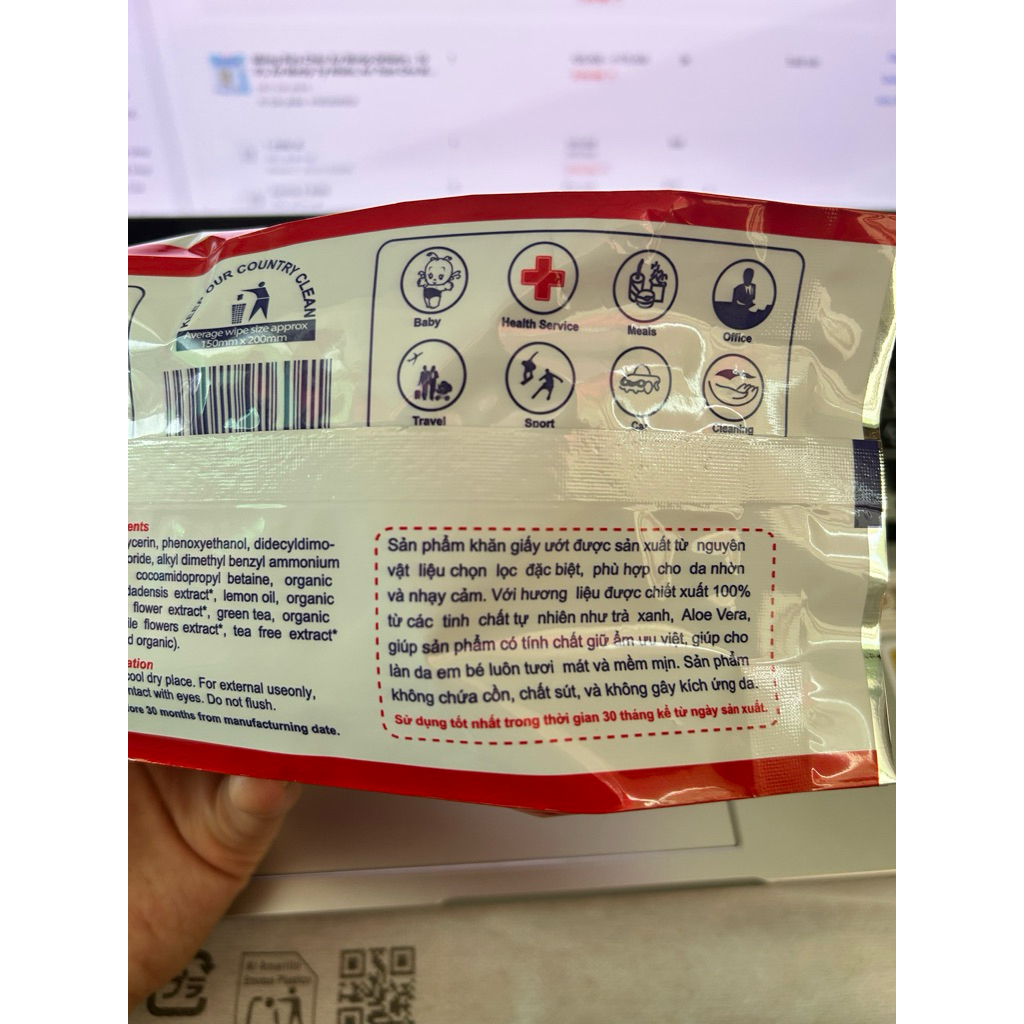 KEEP OUR COUNTRY CLEAN
Average wipe size approx
150mm x 200mm
Baby
Health Service
Meals
Office
Travel
Sport
Cleaning
ents
ycerin, phenoxyethanol, didecyldimo-
oride, alkyl dimethyl benzyl ammonium
cocoamidopropyl betaine, organic
dadensis extract*, lemon oil, organic
flower extract*, green tea, organic
ile flowers extract*, tea free extract*
d organic).
ation
cool dry place. For external useonly,
ntact with eyes. Do not flush.
ore 30 months from manufacturning date.
Sản phẩm khăn giấy ướt được sản xuất từ nguyên
vật liệu chọn lọc đặc biệt, phù hợp cho da nhờn
và nhạy cảm. Với hương liệu được chiết xuất 100%
từ các tinh chất tự nhiên như trà xanh, Aloe Vera,
giúp sản phẩm có tính chất giữ ẩm ưu việt, giúp cho
làn da em bé luôn tươi mát và mềm mịn. Sản phẩm
không chứa cồn, chất sút, và không gây kích ứng da.
Sử dụng tốt nhất trong thời gian 30 tháng kể từ ngày sản xuất.